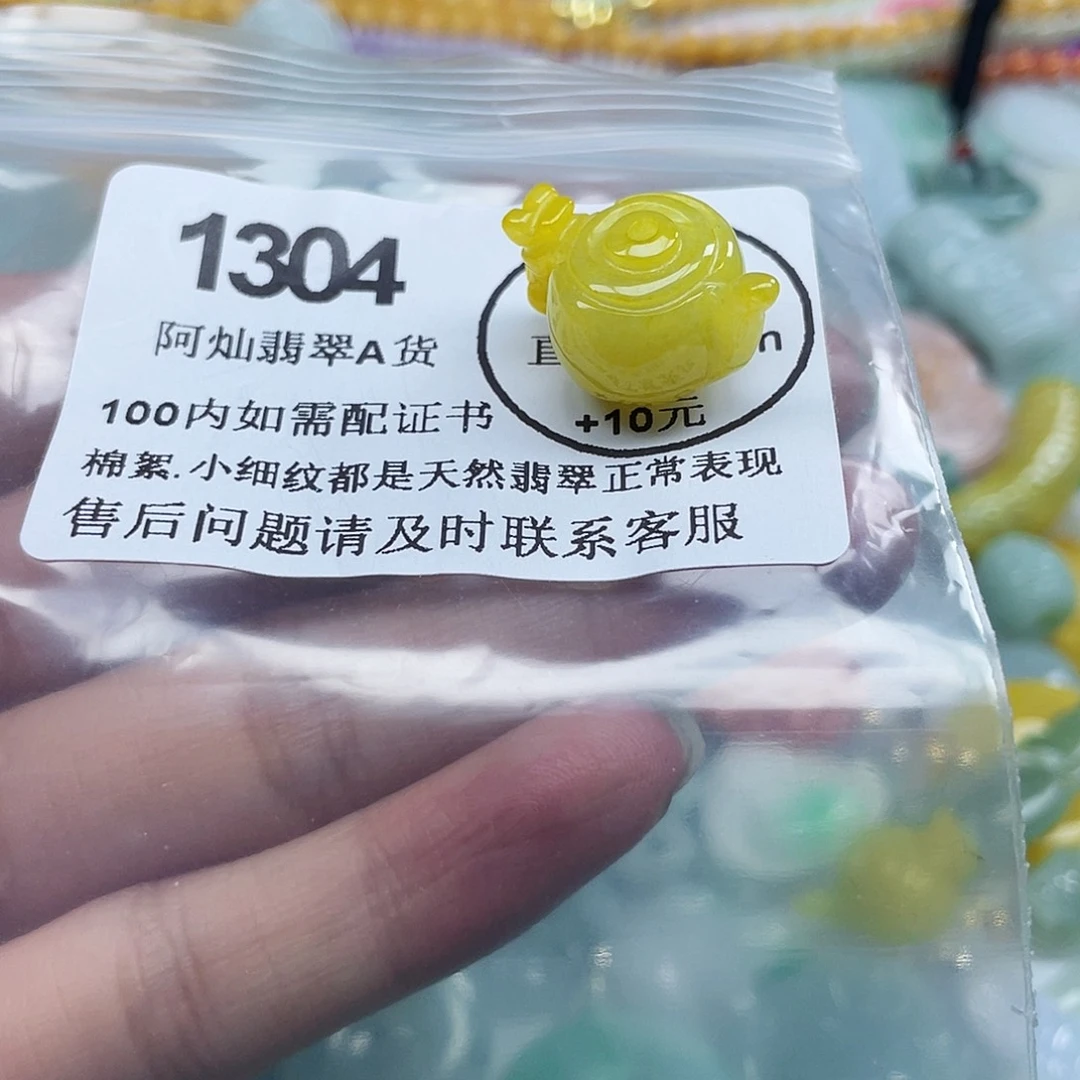 1304
阿灿翡翠A货
100内如需配证书 +10元
棉絮.小细纹都是天然翡翠正常表现
售后问题请及时联系客服